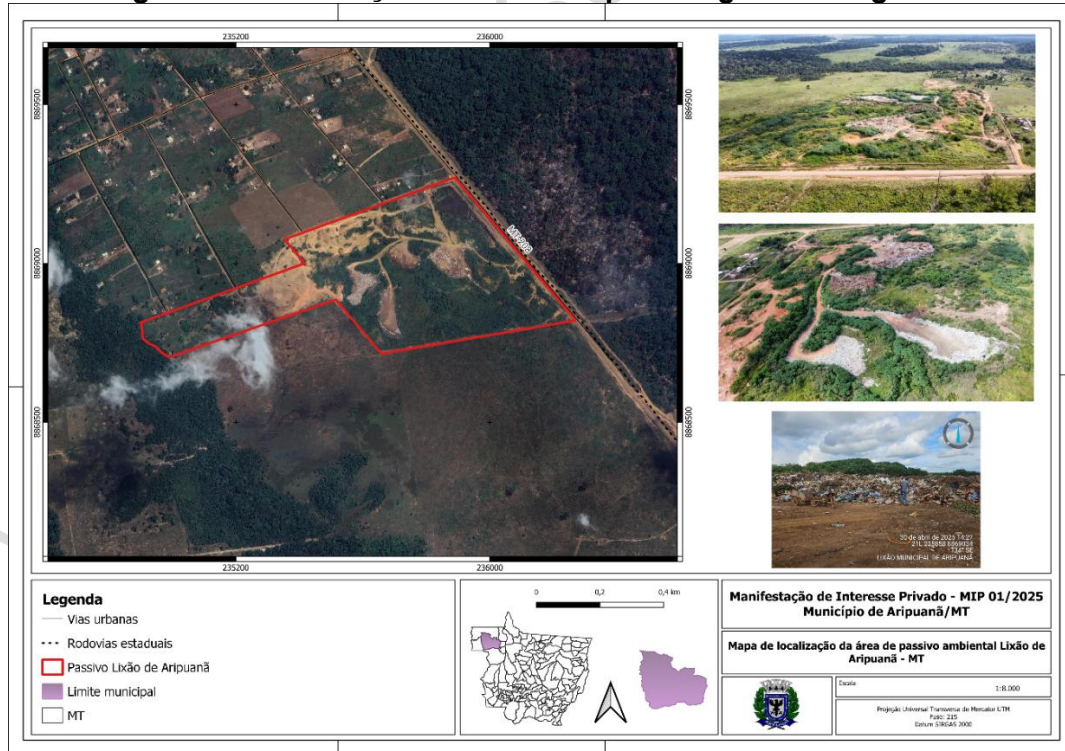 235200
236000
8869500
8869500
MT-208
8869000
8869000
8868500
8868500
235200
236000
30 de abril de 2025 14:27
134° SE
LIXÃO MUNICIPAL DE ARIPUANÃ
Legenda
Vias urbanas
Rodovias estaduais
Passivo Lixão de Aripuanã
Limite municipal
MT
0 0,2 0,4 km
Manifestação de Interesse Privado - MIP 01/2025
Município de Aripuanã/MT
Mapa de localização da área de passivo ambiental Lixão de
Aripuanã - MT
Escala
1:8.000
Projeção Universal Transversa de Mercator UTM
Fuso: 21S
Datum SIRGAS 2000